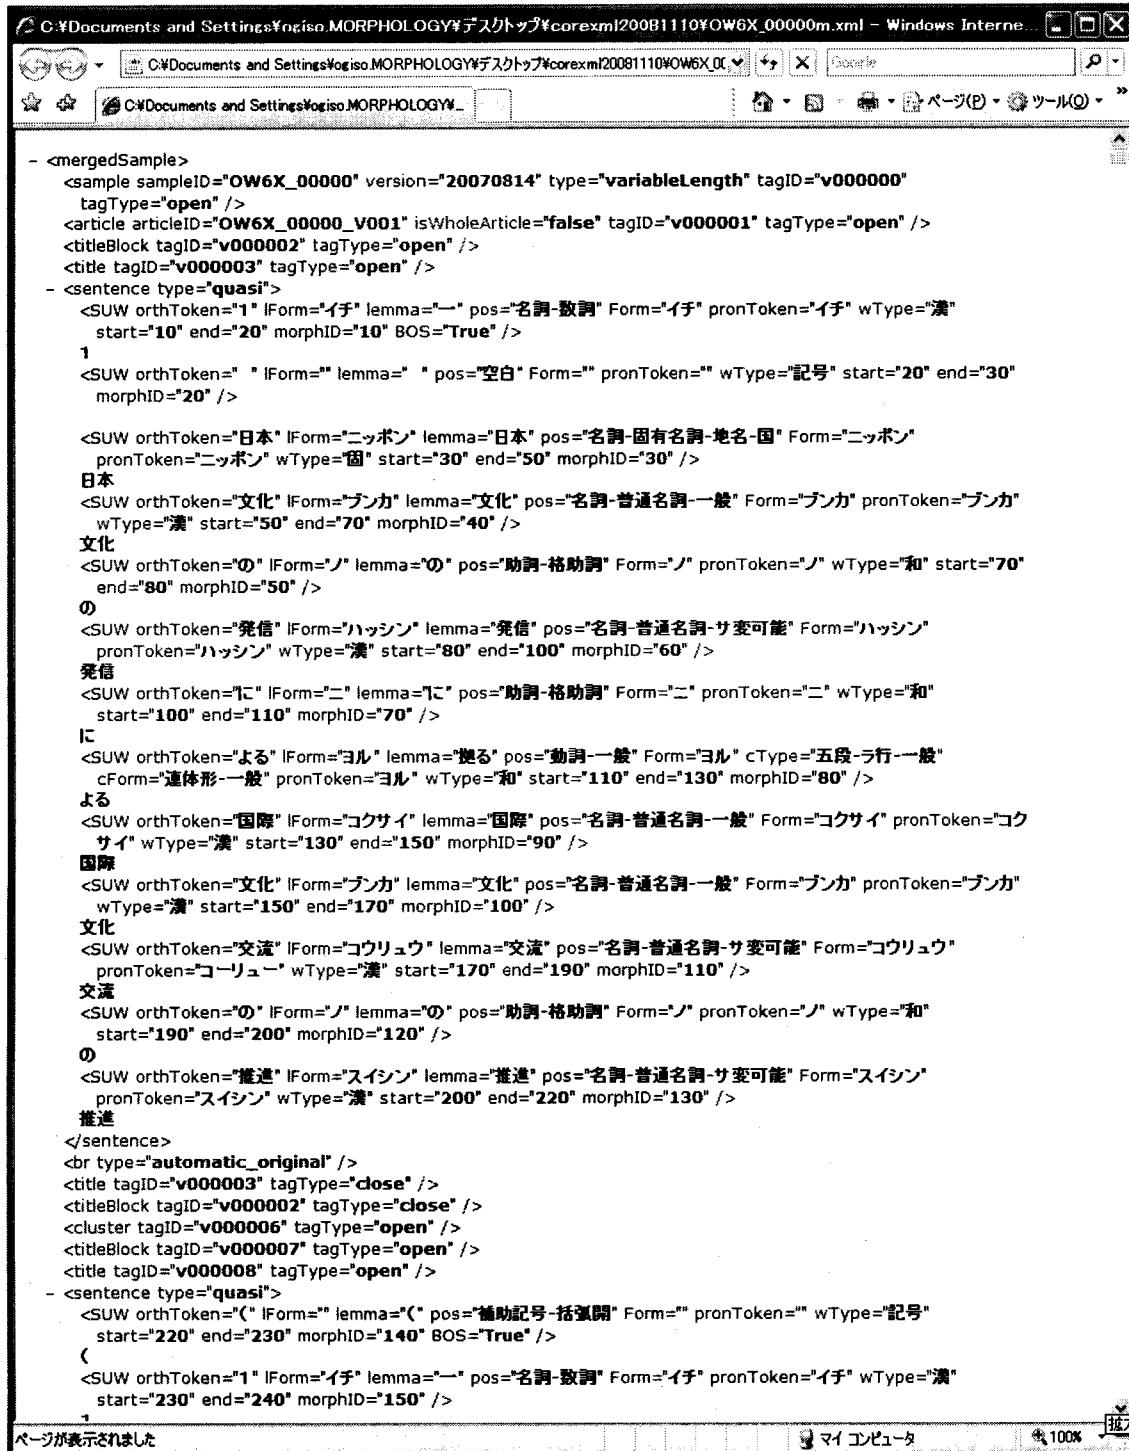 C:¥Documents and Settings¥ogiso.MORPHOLOGY¥デスクトップ¥corexml20081110¥OW6X_00000m.xml - Windows Interne...
C:¥Documents and Settings¥ogiso.MORPHOLOGY¥デスクトップ¥corexml20081110¥OW6X_0( Google
C:¥Documents and Settings¥ogiso.MORPHOLOGY¥... ページ(P) ツール(O) »
- <mergedSample>
<sample sampleID="OW6X_00000" version="20070814" type="variableLength" tagID="v000000"
tagType="open" />
<article articleID="OW6X_00000_V001" isWholeArticle="false" tagID="v000001" tagType="open" />
<titleBlock tagID="v000002" tagType="open" />
<title tagID="v000003" tagType="open" />
- <sentence type="quasi">
<SUW orthToken="1" lForm="イチ" lemma="一" pos="名詞-数詞" Form="イチ" pronToken="イチ" wType="漢"
start="10" end="20" morphID="10" BOS="True" />
1
<SUW orthToken="　" lForm="" lemma="　" pos="空白" Form="" pronToken="" wType="記号" start="20" end="30"
morphID="20" />
<SUW orthToken="日本" lForm="ニッポン" lemma="日本" pos="名詞-固有名詞-地名-国" Form="ニッポン"
pronToken="ニッポン" wType="固" start="30" end="50" morphID="30" />
日本
<SUW orthToken="文化" lForm="ブンカ" lemma="文化" pos="名詞-普通名詞-一般" Form="ブンカ" pronToken="ブンカ"
wType="漢" start="50" end="70" morphID="40" />
文化
<SUW orthToken="の" lForm="ノ" lemma="の" pos="助詞-格助詞" Form="ノ" pronToken="ノ" wType="和" start="70"
end="80" morphID="50" />
の
<SUW orthToken="発信" lForm="ハッシン" lemma="発信" pos="名詞-普通名詞-サ変可能" Form="ハッシン"
pronToken="ハッシン" wType="漢" start="80" end="100" morphID="60" />
発信
<SUW orthToken="に" lForm="ニ" lemma="に" pos="助詞-格助詞" Form="ニ" pronToken="ニ" wType="和"
start="100" end="110" morphID="70" />
に
<SUW orthToken="よる" lForm="ヨル" lemma="拠る" pos="動詞-一般" Form="ヨル" cType="五段-ラ行-一般"
cForm="連体形-一般" pronToken="ヨル" wType="和" start="110" end="130" morphID="80" />
よる
<SUW orthToken="国際" lForm="コクサイ" lemma="国際" pos="名詞-普通名詞-一般" Form="コクサイ" pronToken="コク
サイ" wType="漢" start="130" end="150" morphID="90" />
国際
<SUW orthToken="文化" lForm="ブンカ" lemma="文化" pos="名詞-普通名詞-一般" Form="ブンカ" pronToken="ブンカ"
wType="漢" start="150" end="170" morphID="100" />
文化
<SUW orthToken="交流" lForm="コウリュウ" lemma="交流" pos="名詞-普通名詞-サ変可能" Form="コウリュウ"
pronToken="コーリュー" wType="漢" start="170" end="190" morphID="110" />
交流
<SUW orthToken="の" lForm="ノ" lemma="の" pos="助詞-格助詞" Form="ノ" pronToken="ノ" wType="和"
start="190" end="200" morphID="120" />
の
<SUW orthToken="推進" lForm="スイシン" lemma="推進" pos="名詞-普通名詞-サ変可能" Form="スイシン"
pronToken="スイシン" wType="漢" start="200" end="220" morphID="130" />
推進
</sentence>
<br type="automatic_original" />
<title tagID="v000003" tagType="close" />
<titleBlock tagID="v000002" tagType="close" />
<cluster tagID="v000006" tagType="open" />
<titleBlock tagID="v000007" tagType="open" />
<title tagID="v000008" tagType="open" />
- <sentence type="quasi">
<SUW orthToken="(" lForm="" lemma="(" pos="補助記号-括弧開" Form="" pronToken="" wType="記号"
start="220" end="230" morphID="140" BOS="True" />
(
<SUW orthToken="1" lForm="イチ" lemma="一" pos="名詞-数詞" Form="イチ" pronToken="イチ" wType="漢"
start="230" end="240" morphID="150" />
1
ページが表示されました マイ コンピュータ 100%